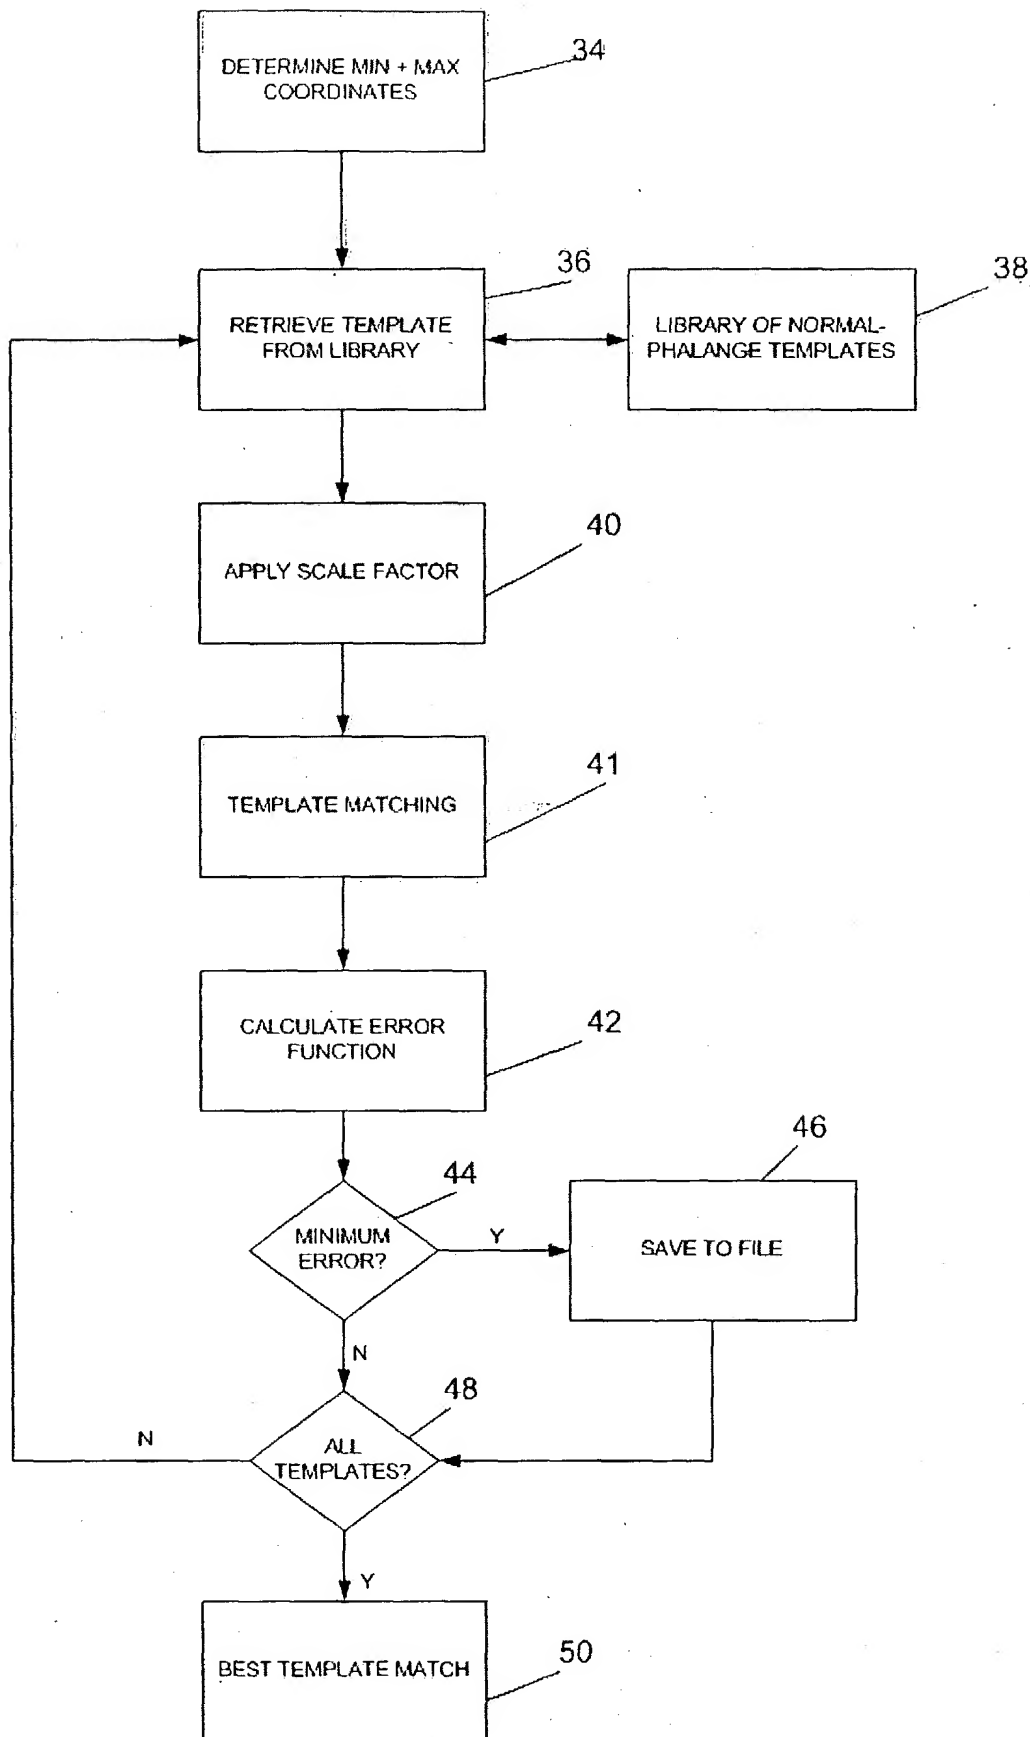 DETERMINE MIN + MAX
COORDINATES
34
RETRIEVE TEMPLATE
FROM LIBRARY
36
LIBRARY OF NORMAL-
PHALANGE TEMPLATES
38
APPLY SCALE FACTOR
40
TEMPLATE MATCHING
41
CALCULATE ERROR
FUNCTION
42
MINIMUM
ERROR?
44
Y
SAVE TO FILE
46
N
ALL
TEMPLATES?
48
N
Y
BEST TEMPLATE MATCH
50